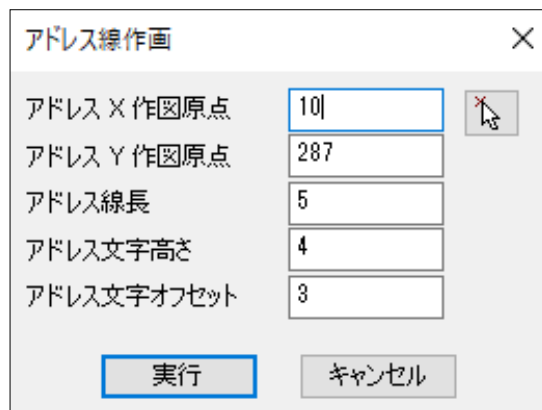 アドレス線作画
アドレス X 作図原点 10
アドレス Y 作図原点 287
アドレス線長 5
アドレス文字高さ 4
アドレス文字オフセット 3
実行 キャンセル